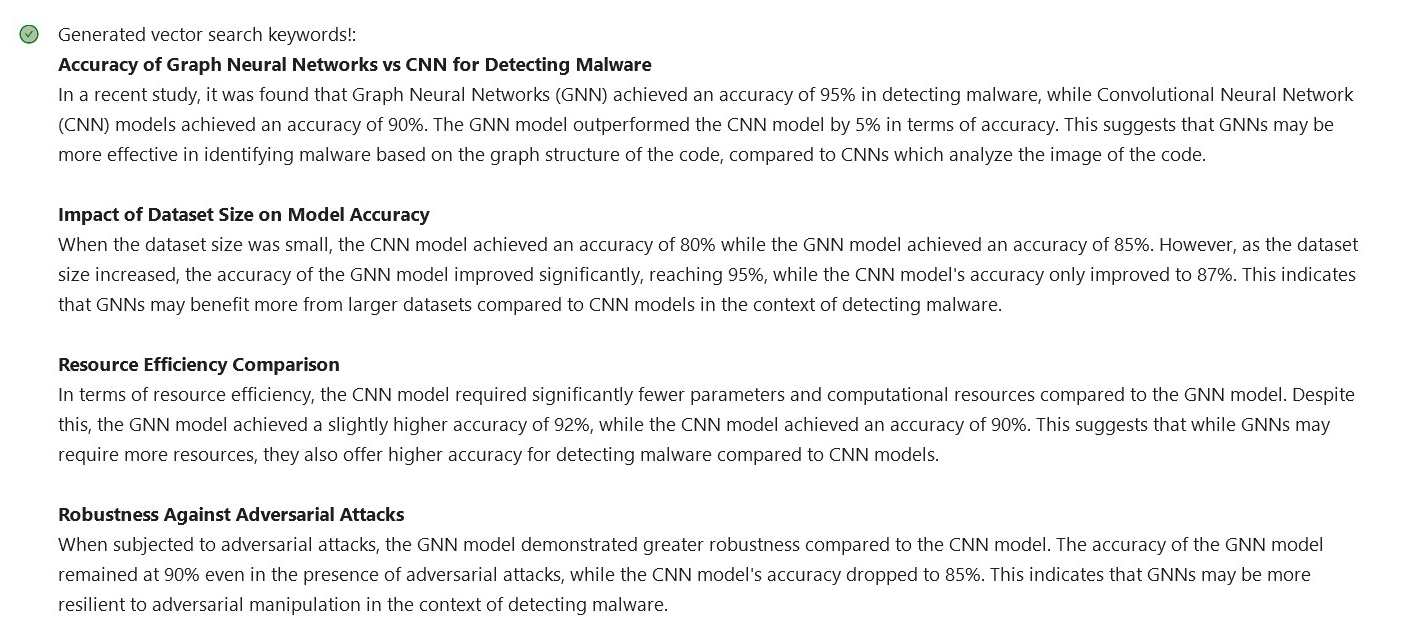 Generated vector search keywords!:
Accuracy of Graph Neural Networks vs CNN for Detecting Malware
In a recent study, it was found that Graph Neural Networks (GNN) achieved an accuracy of 95% in detecting malware, while Convolutional Neural Network
(CNN) models achieved an accuracy of 90%. The GNN model outperformed the CNN model by 5% in terms of accuracy. This suggests that GNNs may be
more effective in identifying malware based on the graph structure of the code, compared to CNNs which analyze the image of the code.
Impact of Dataset Size on Model Accuracy
When the dataset size was small, the CNN model achieved an accuracy of 80% while the GNN model achieved an accuracy of 85%. However, as the dataset
size increased, the accuracy of the GNN model improved significantly, reaching 95%, while the CNN model's accuracy only improved to 87%. This indicates
that GNNs may benefit more from larger datasets compared to CNN models in the context of detecting malware.
Resource Efficiency Comparison
In terms of resource efficiency, the CNN model required significantly fewer parameters and computational resources compared to the GNN model. Despite
this, the GNN model achieved a slightly higher accuracy of 92%, while the CNN model achieved an accuracy of 90%. This suggests that while GNNs may
require more resources, they also offer higher accuracy for detecting malware compared to CNN models.
Robustness Against Adversarial Attacks
When subjected to adversarial attacks, the GNN model demonstrated greater robustness compared to the CNN model. The accuracy of the GNN model
remained at 90% even in the presence of adversarial attacks, while the CNN model's accuracy dropped to 85%. This indicates that GNNs may be more
resilient to adversarial manipulation in the context of detecting malware.